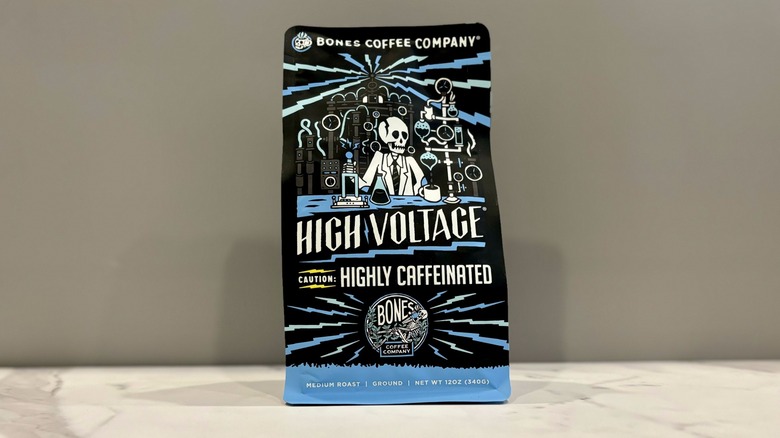 BONES COFFEE COMPANY®
HIGH VOLTAGE®
CAUTION: HIGHLY CAFFEINATED
BONES
COFFEE
COMPANY
MEDIUM ROAST | GROUND | NET WT 12OZ (340G)